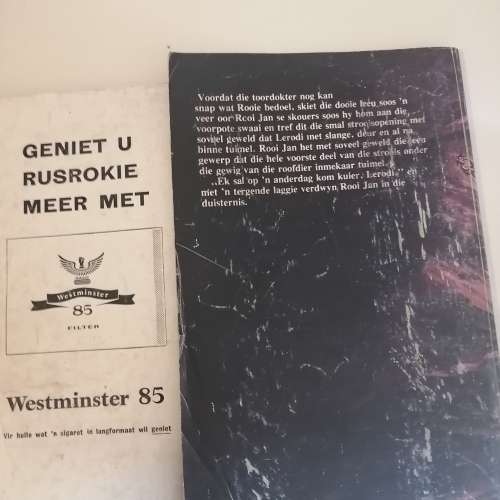 GENIET U
RUSROKIE
MEER MET
Westminster
85
FILTER
Westminster 85
Vir hulle wat 'n sigaret in langformaat wil geniet
Voordat die toordokter nog kan
snap wat Rooie bedoel, skiet die dooie leeu soos 'n
veer oor Rooi Jan se skouers soos hy hom aan die
voorpote swaai en tref dit die smal strooisopening met
soveel geweld dat Lerodi met slange, deur en al na
binne tuimel. Rooi Jan het met soveel geweld die leeu
gewerp dat die hele voorste deel van die stroois onder
die gewig van die roofdier inmekaar tuimel.
,,Ek sal op 'n anderdag kom kuier, Lerodi," en
met 'n tergende laggie verdwyn Rooi Jan in die
duisternis.